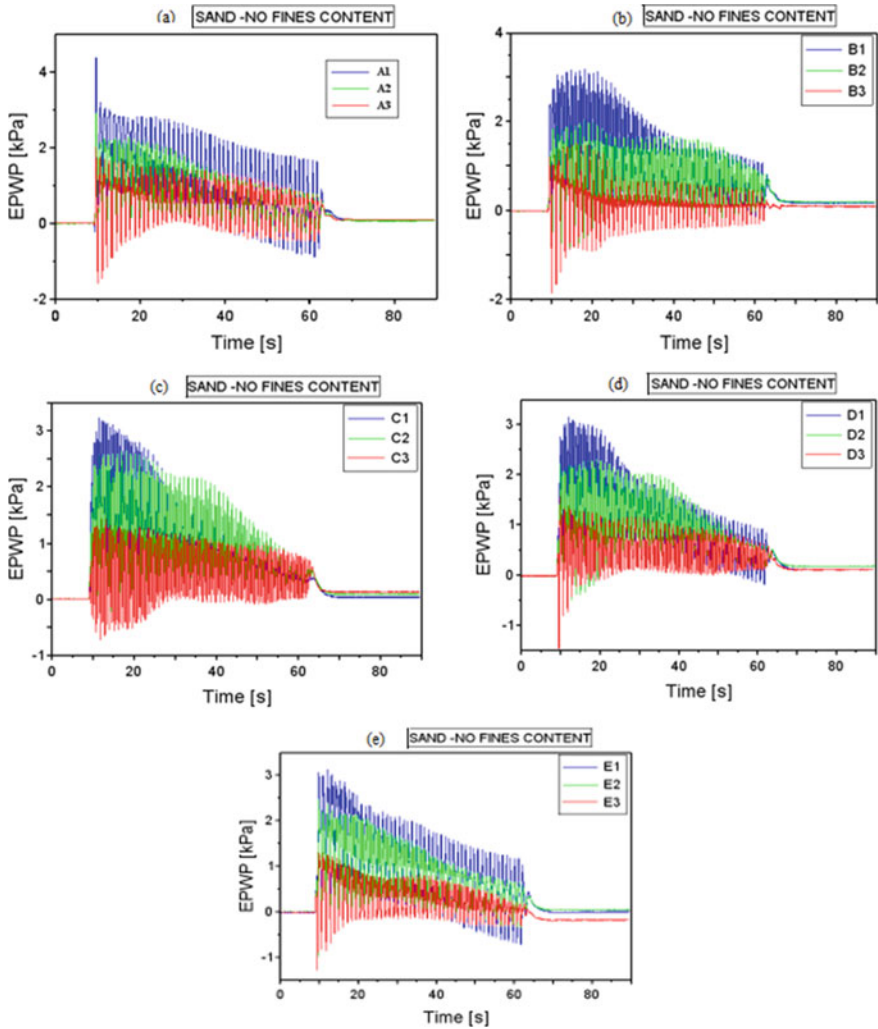 (a) SAND -NO FINES CONTENT
A1
A2
A3
EPWP [kPa]
4
2
0
-2
0 20 40 60 80
Time [s]
(b) SAND -NO FINES CONTENT
B1
B2
B3
EPWP [kPa]
4
2
0
-2
0 20 40 60 80
Time [s]
(c) SAND -NO FINES CONTENT
C1
C2
C3
EPWP [kPa]
3
2
1
0
-1
0 20 40 60 80
Time [s]
(d) SAND -NO FINES CONTENT
D1
D2
D3
EPWP [kPa]
3
2
1
0
-1
0 20 40 60 80
Time [s]
(e) SAND -NO FINES CONTENT
E1
E2
E3
EPWP [kPa]
3
2
1
0
-1
0 20 40 60 80
Time [s]